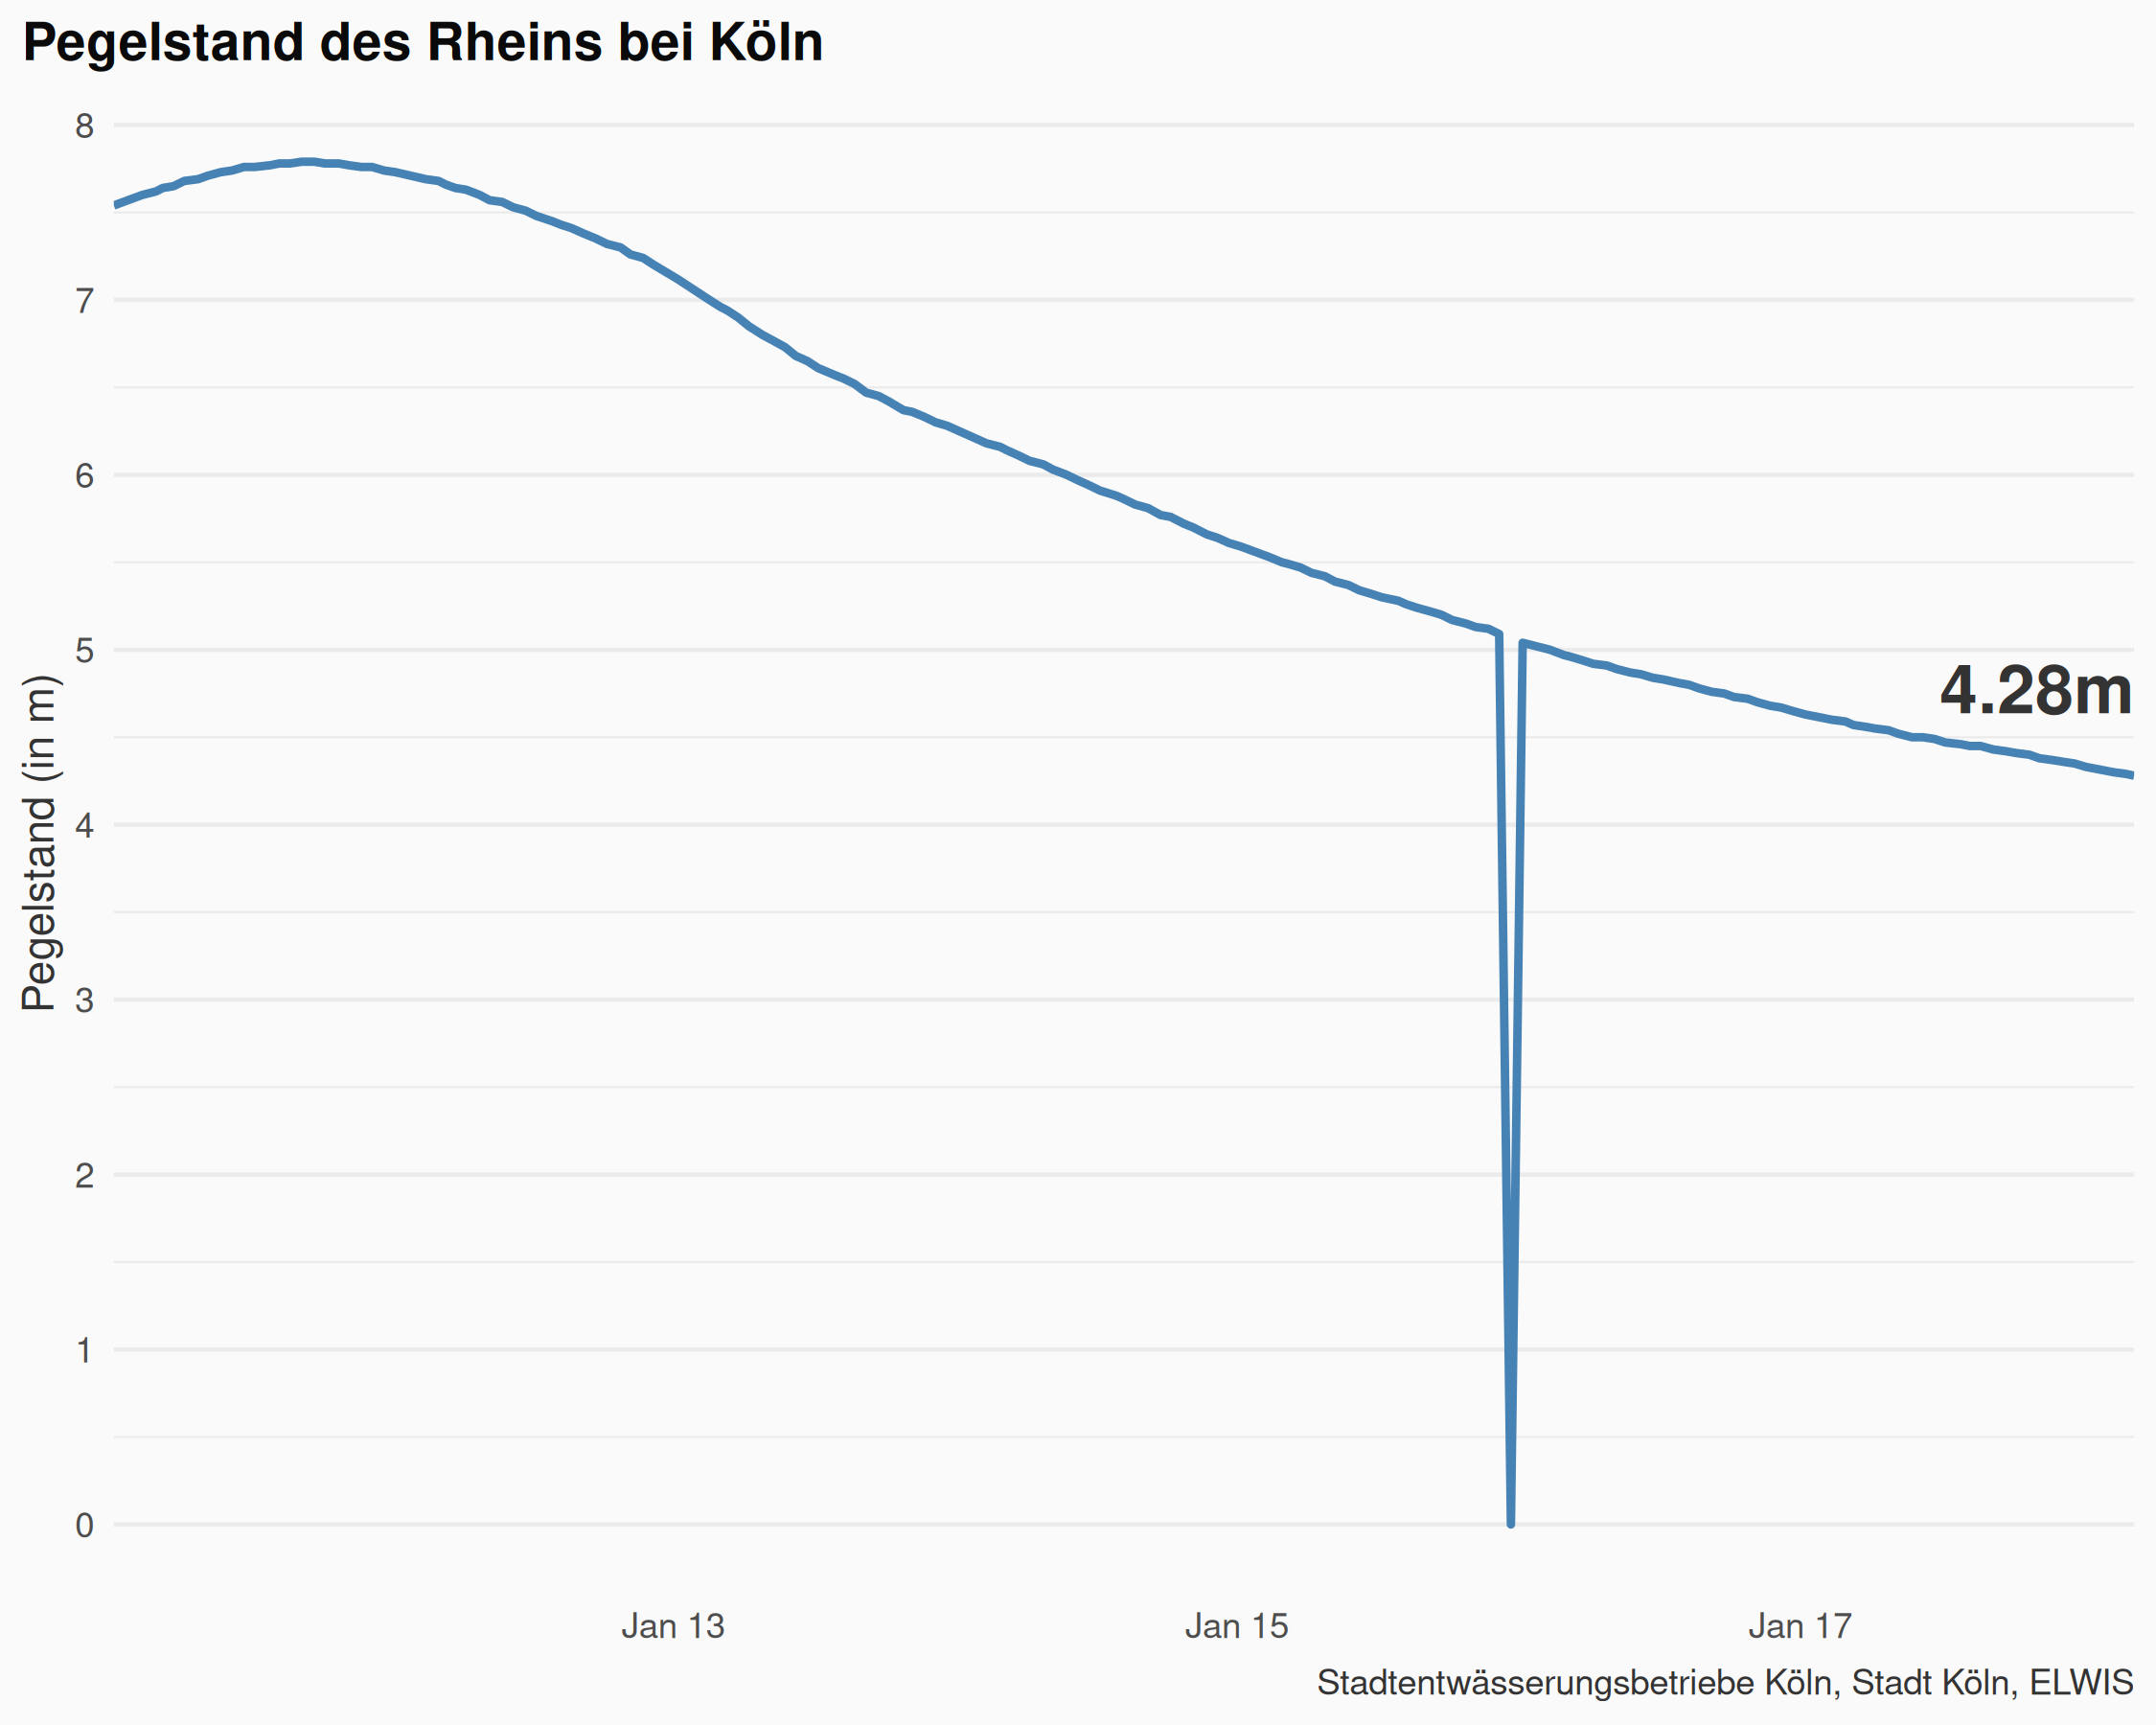 Pegelstand des Rheins bei Köln
Pegelstand (in m)
8
7
6
5
4
3
2
1
0
4.28m
Jan 13
Jan 15
Jan 17
Stadtentwässerungsbetriebe Köln, Stadt Köln, ELWIS